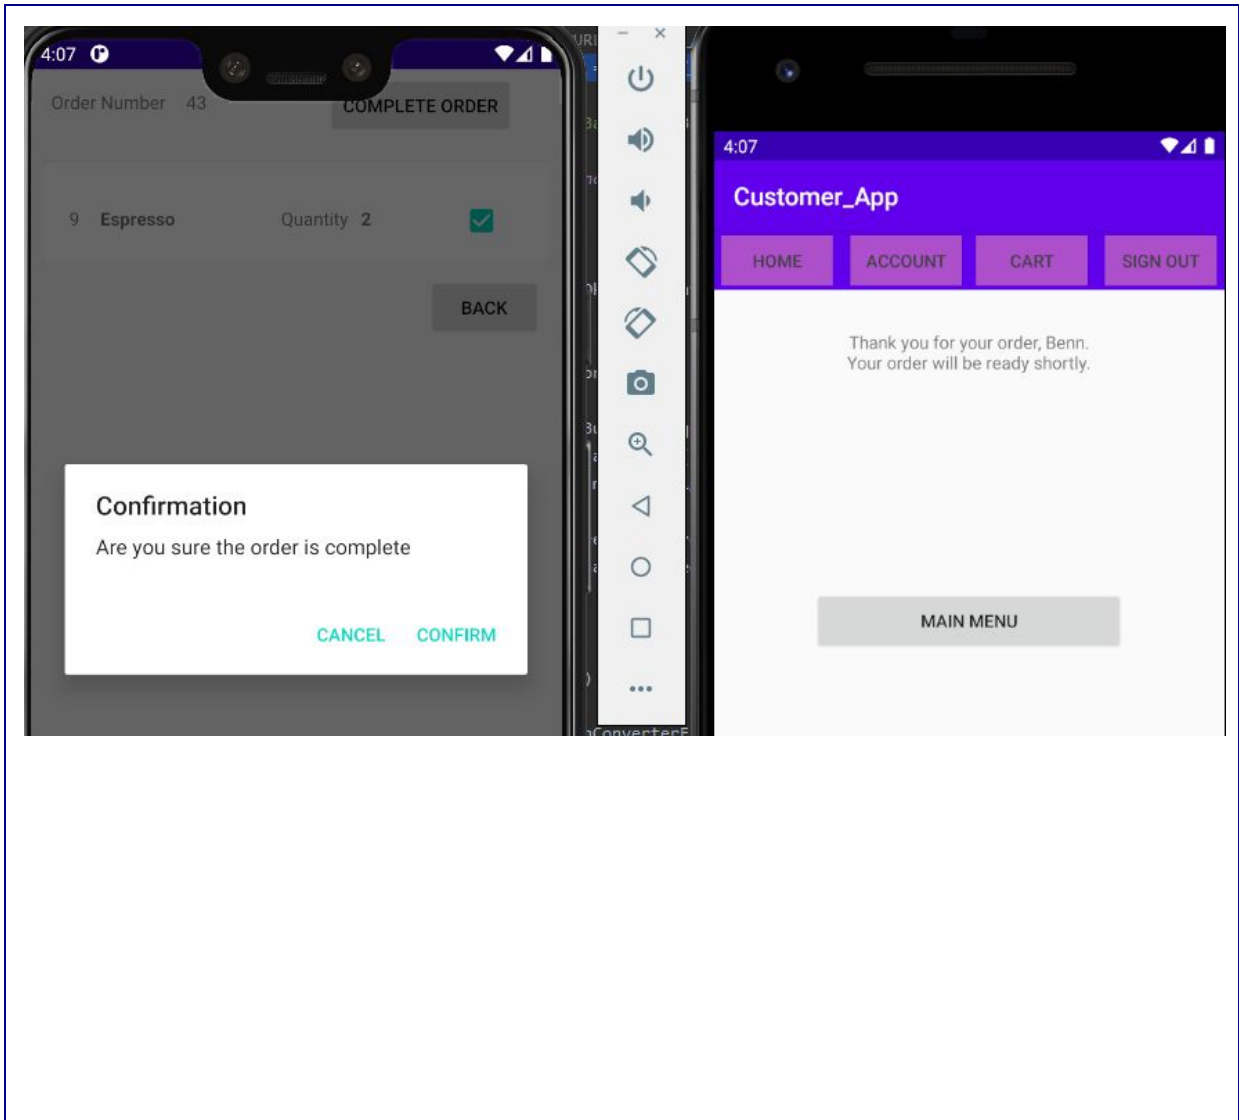 4:07
Order Number 43 COMPLETE ORDER
9 Espresso Quantity 2
BACK
Confirmation
Are you sure the order is complete
CANCEL CONFIRM
nConverterF
4:07
Customer_App
HOME ACCOUNT CART SIGN OUT
Thank you for your order, Benn.
Your order will be ready shortly.
MAIN MENU